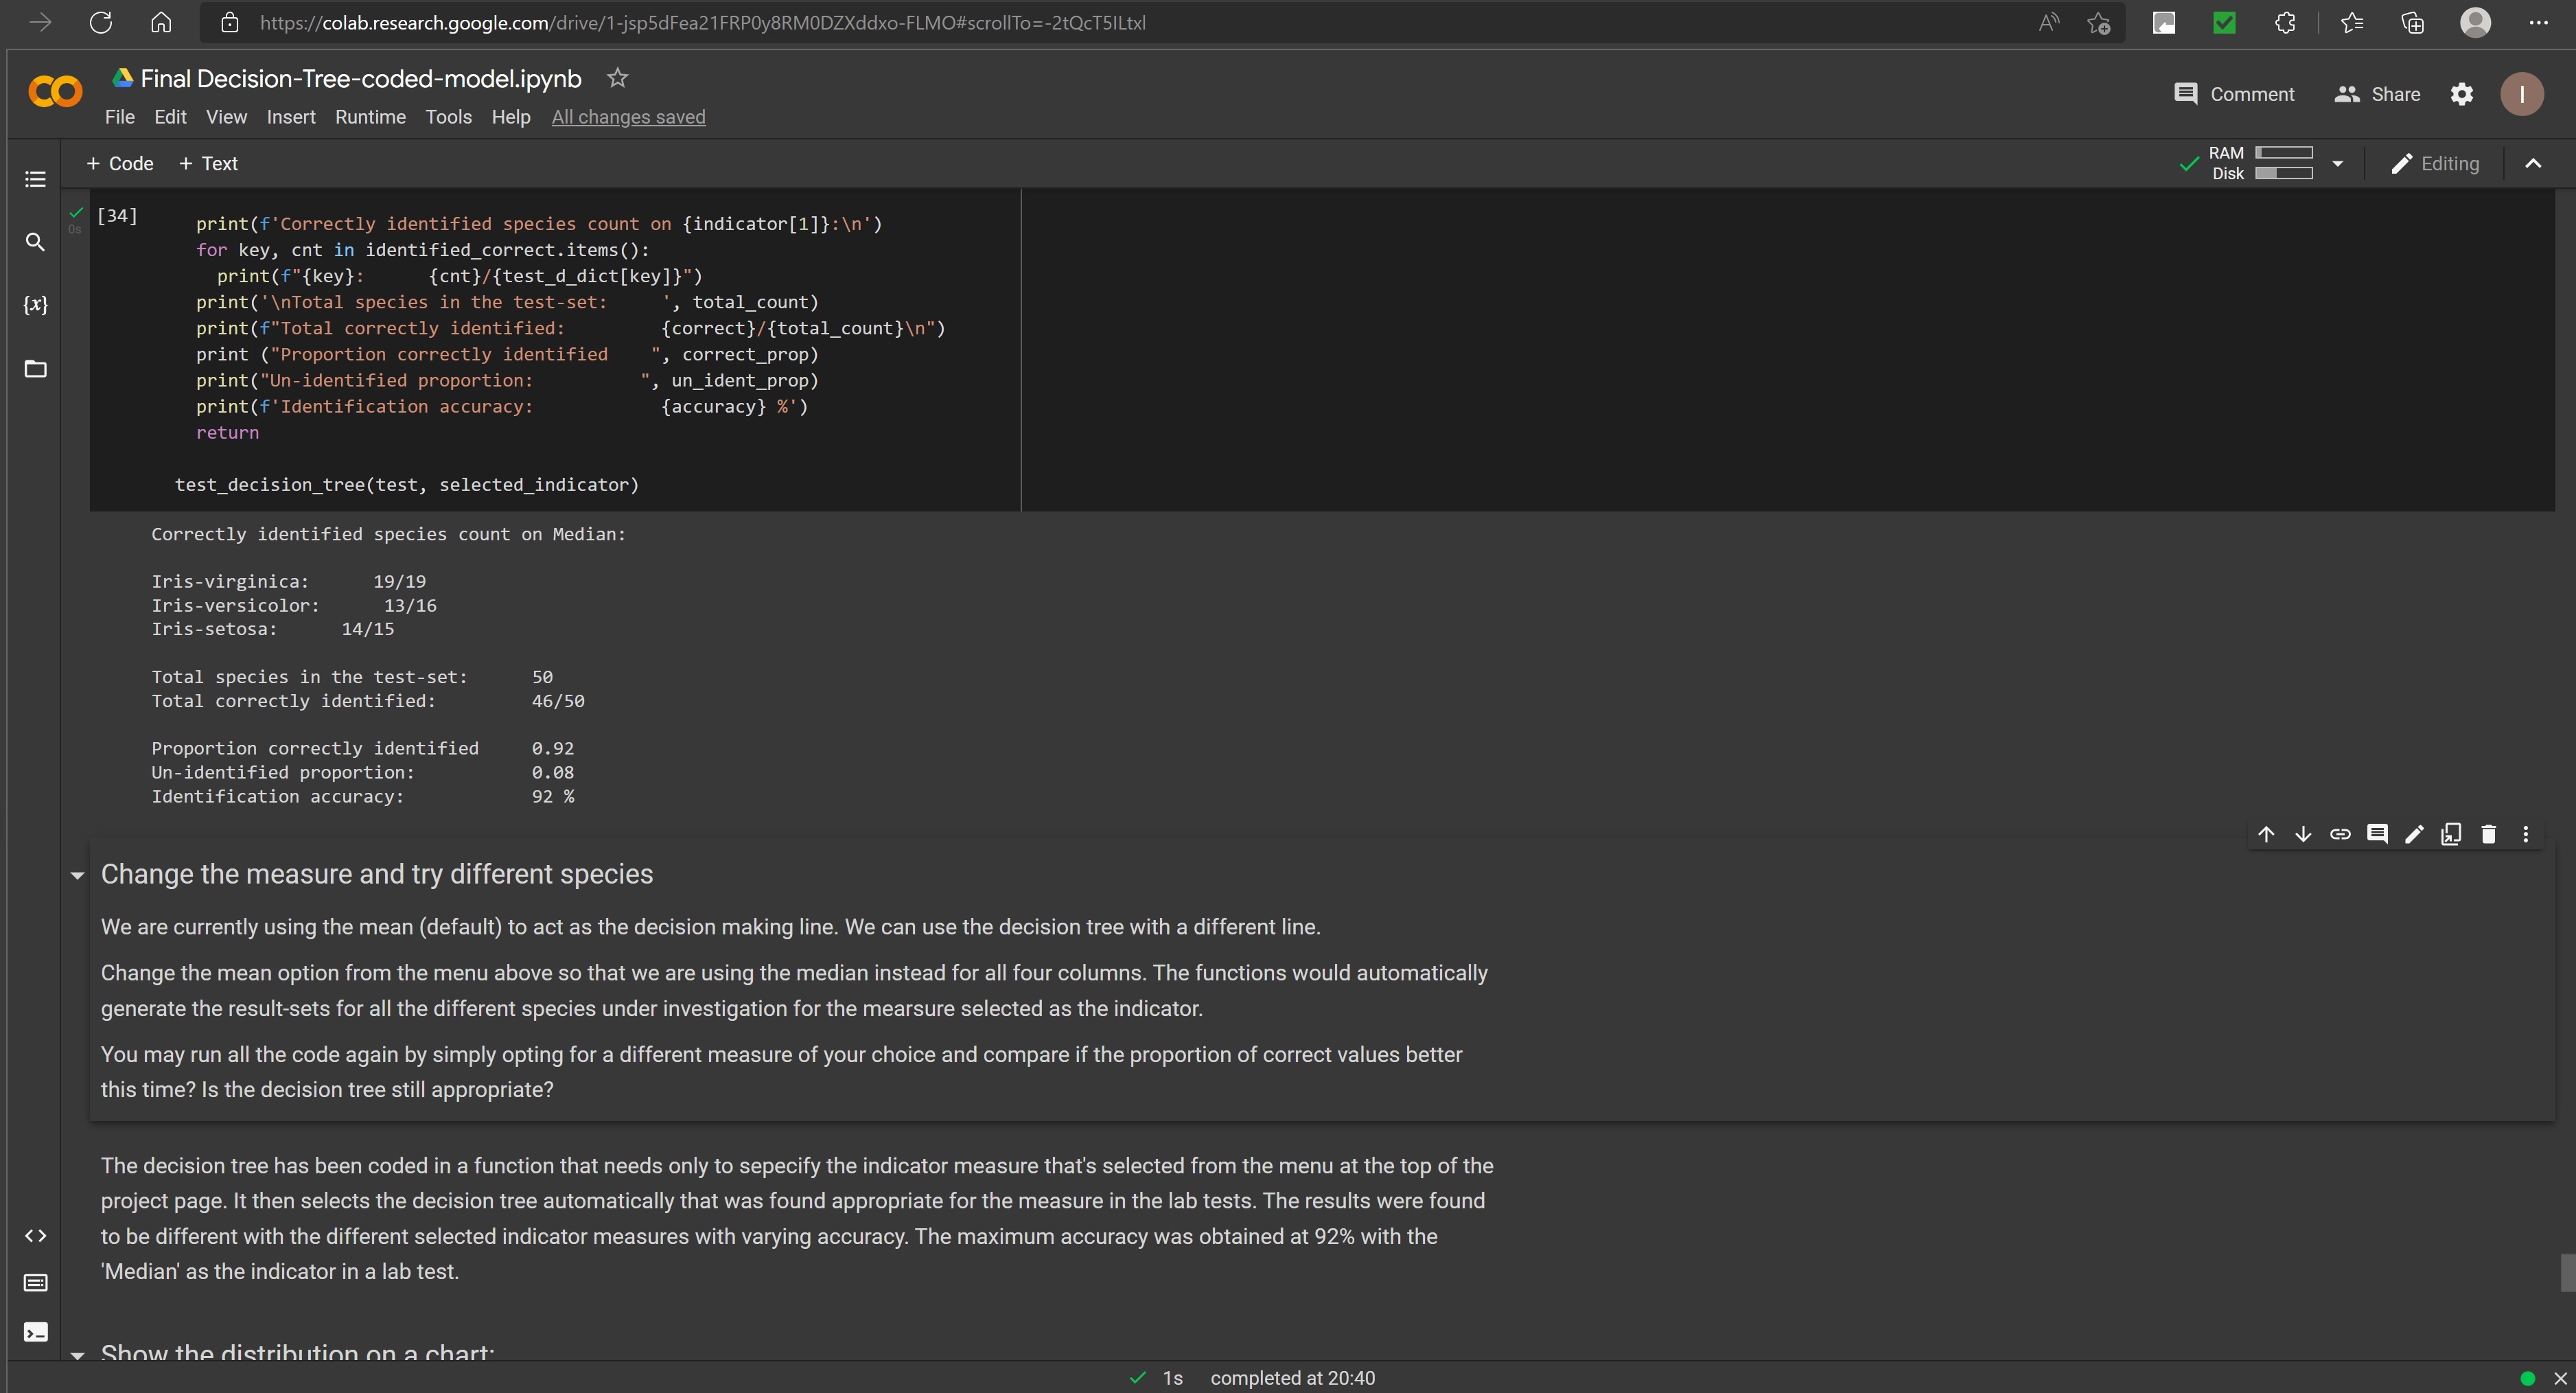 https://colab.research.google.com/drive/1-jsp5dFea21FRP0y8RM0DZXddxo-FLMO#scrollTo=-2tQcT5ILtxl
Final Decision-Tree-coded-model.ipynb
Comment Share I
File Edit View Insert Runtime Tools Help All changes saved
+ Code + Text
RAM
Disk
Editing
[34]
0s
print(f'Correctly identified species count on {indicator[1]}:\n')
for key, cnt in identified_correct.items():
print(f"{key}:      {cnt}/{test_d_dict[key]}")
print('\nTotal species in the test-set:     ', total_count)
print(f"Total correctly identified:         {correct}/{total_count}\n")
print ("Proportion correctly identified    ", correct_prop)
print("Un-identified proportion:          ", un_ident_prop)
print(f'Identification accuracy:            {accuracy} %')
return
test_decision_tree(test, selected_indicator)
Correctly identified species count on Median:
Iris-virginica:      19/19
Iris-versicolor:      13/16
Iris-setosa:      14/15
Total species in the test-set:      50
Total correctly identified:         46/50
Proportion correctly identified     0.92
Un-identified proportion:           0.08
Identification accuracy:            92 %
Change the measure and try different species
We are currently using the mean (default) to act as the decision making line. We can use the decision tree with a different line.
Change the mean option from the menu above so that we are using the median instead for all four columns. The functions would automatically
generate the result-sets for all the different species under investigation for the mearsure selected as the indicator.
You may run all the code again by simply opting for a different measure of your choice and compare if the proportion of correct values better
this time? Is the decision tree still appropriate?
The decision tree has been coded in a function that needs only to sepecify the indicator measure that's selected from the menu at the top of the
project page. It then selects the decision tree automatically that was found appropriate for the measure in the lab tests. The results were found
to be different with the different selected indicator measures with varying accuracy. The maximum accuracy was obtained at 92% with the
'Median' as the indicator in a lab test.
Show the distribution on a chart:
1s completed at 20:40